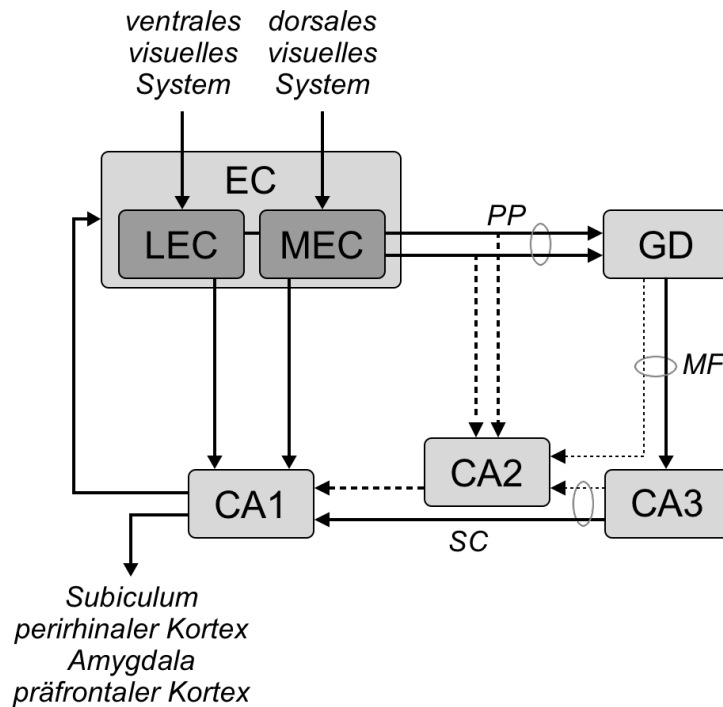 ventrales
visuelles
System
dorsales
visuelles
System
EC
LEC
MEC
PP
GD
MF
CA2
CA1
CA3
SC
Subiculum
perirhinaler Kortex
Amygdala
präfrontaler Kortex